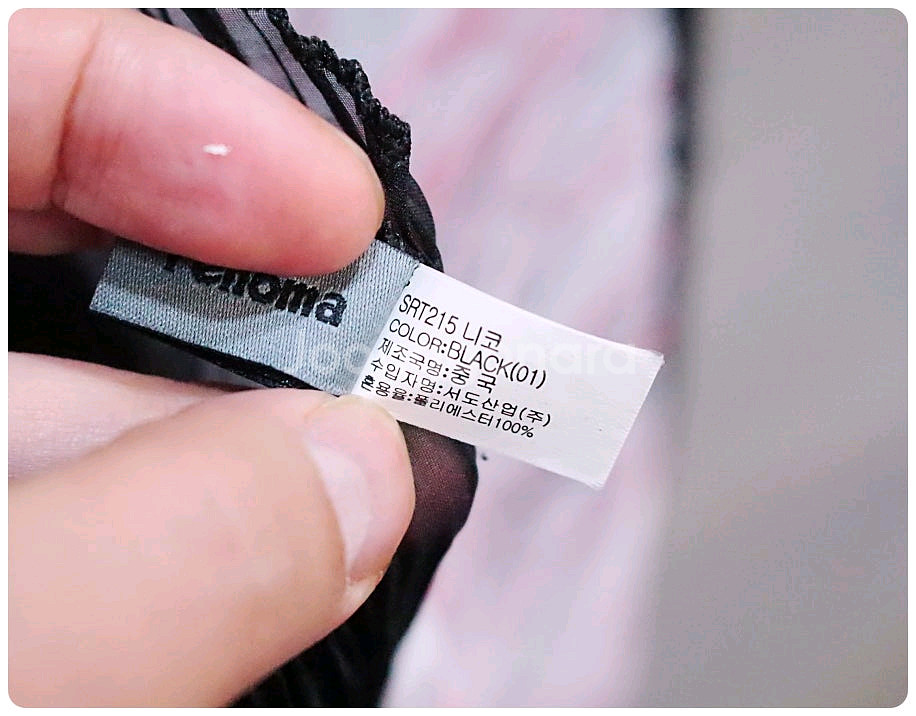 SRT215 니코
COLOR:BLACK(01)
제조국명:중 국
수입자명:서도산업(주)
혼용율:폴리에스터100%